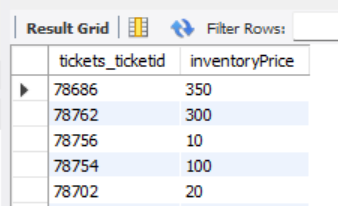 Result Grid Filter Rows:
tickets_ticketid inventoryPrice
78686 350
78762 300
78756 10
78754 100
78702 20